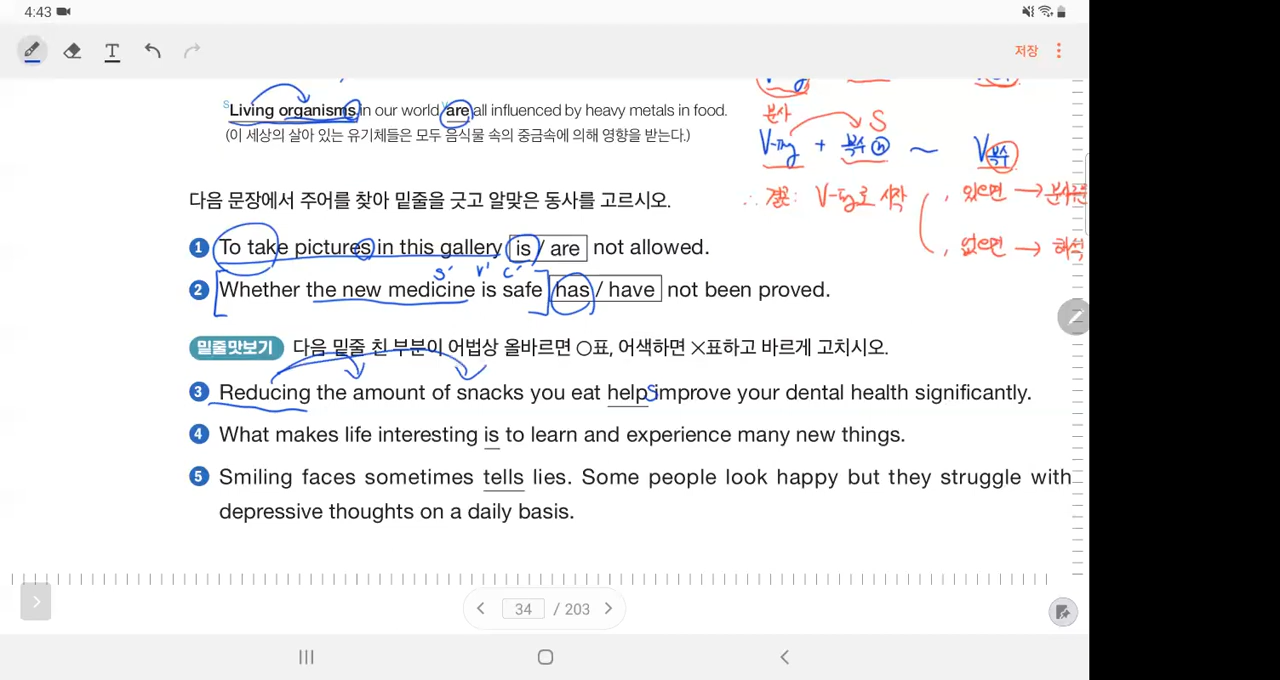 4:43
저장
Living organisms in our world are all influenced by heavy metals in food.
(이 세상의 살아 있는 유기체들은 모두 음식물 속의 중금속에 의해 영향을 받는다.)
분사
S
V-ing + 복수 n ~ V복수
∴ 결론: V-ing로 시작
, 있으면 → 분사구문
, 없으면 → 해석
다음 문장에서 주어를 찾아 밑줄을 긋고 알맞은 동사를 고르시오.
1 To take pictures in this gallery is / are not allowed.
S' V' C'
2 Whether the new medicine is safe has / have not been proved.
밑줄맛보기 다음 밑줄 친 부분이 어법상 올바르면 ○표, 어색하면 ×표하고 바르게 고치시오.
3 Reducing the amount of snacks you eat help s improve your dental health significantly.
4 What makes life interesting is to learn and experience many new things.
5 Smiling faces sometimes tells lies. Some people look happy but they struggle with
depressive thoughts on a daily basis.
34 / 203